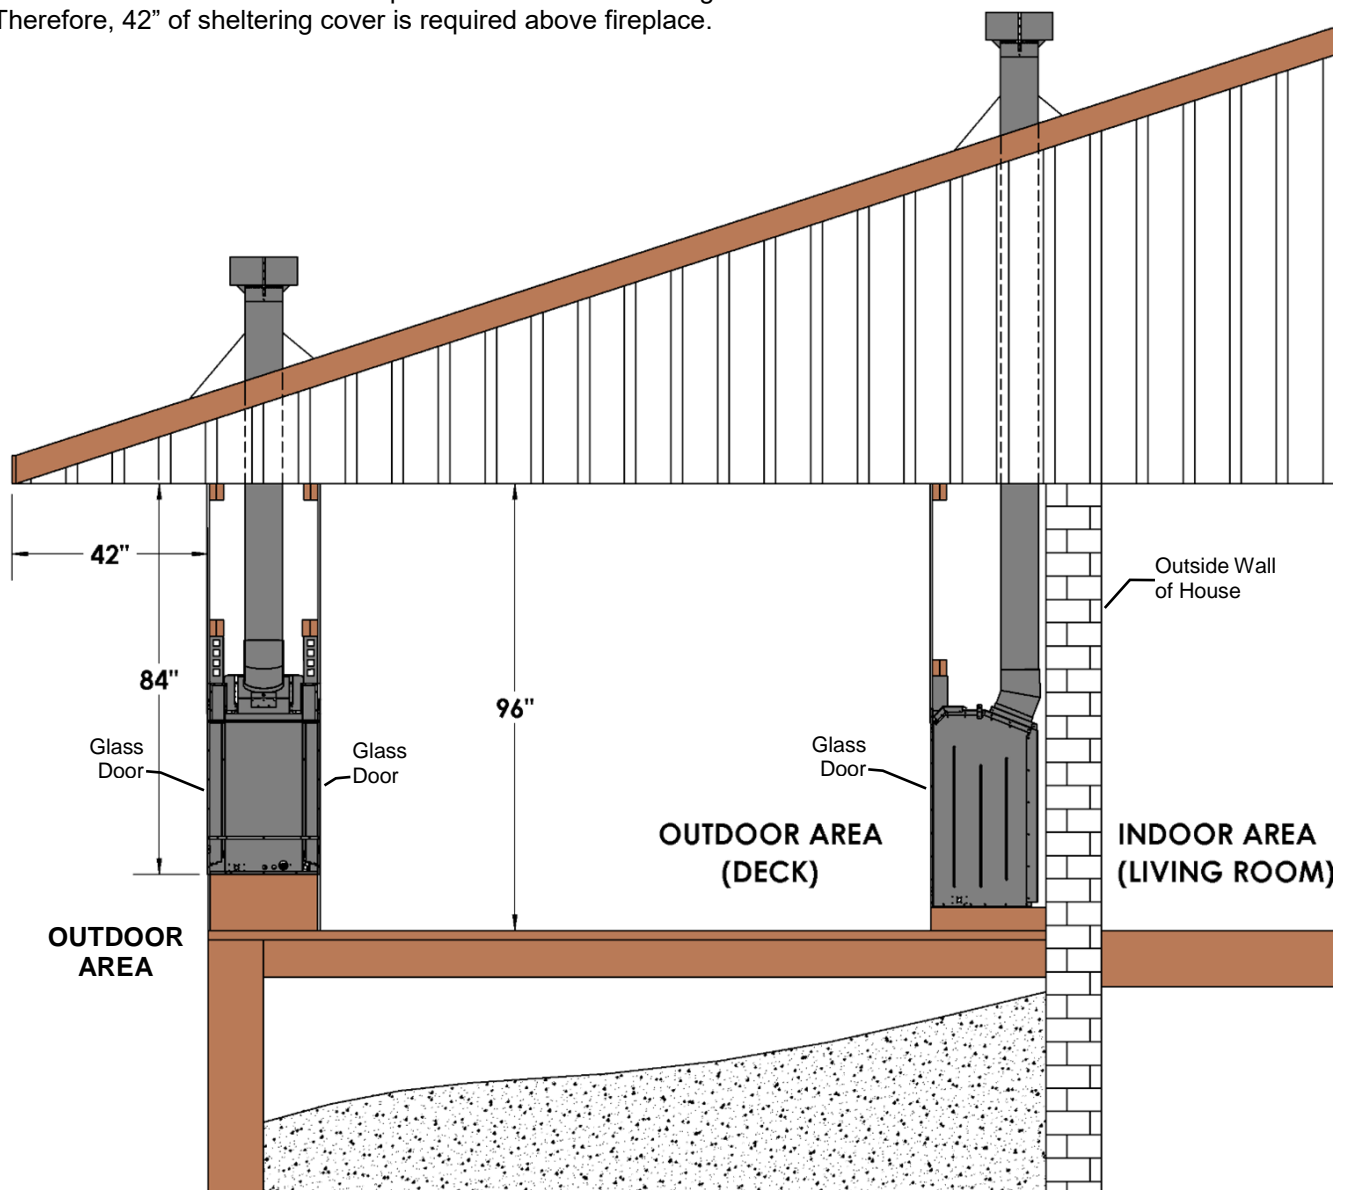 Therefore, 42” of sheltering cover is required above fireplace.
42"
Outside Wall
of House
84"
96"
Glass
Door
Glass
Door
Glass
Door
OUTDOOR AREA
(DECK)
INDOOR AREA
(LIVING ROOM)
OUTDOOR
AREA